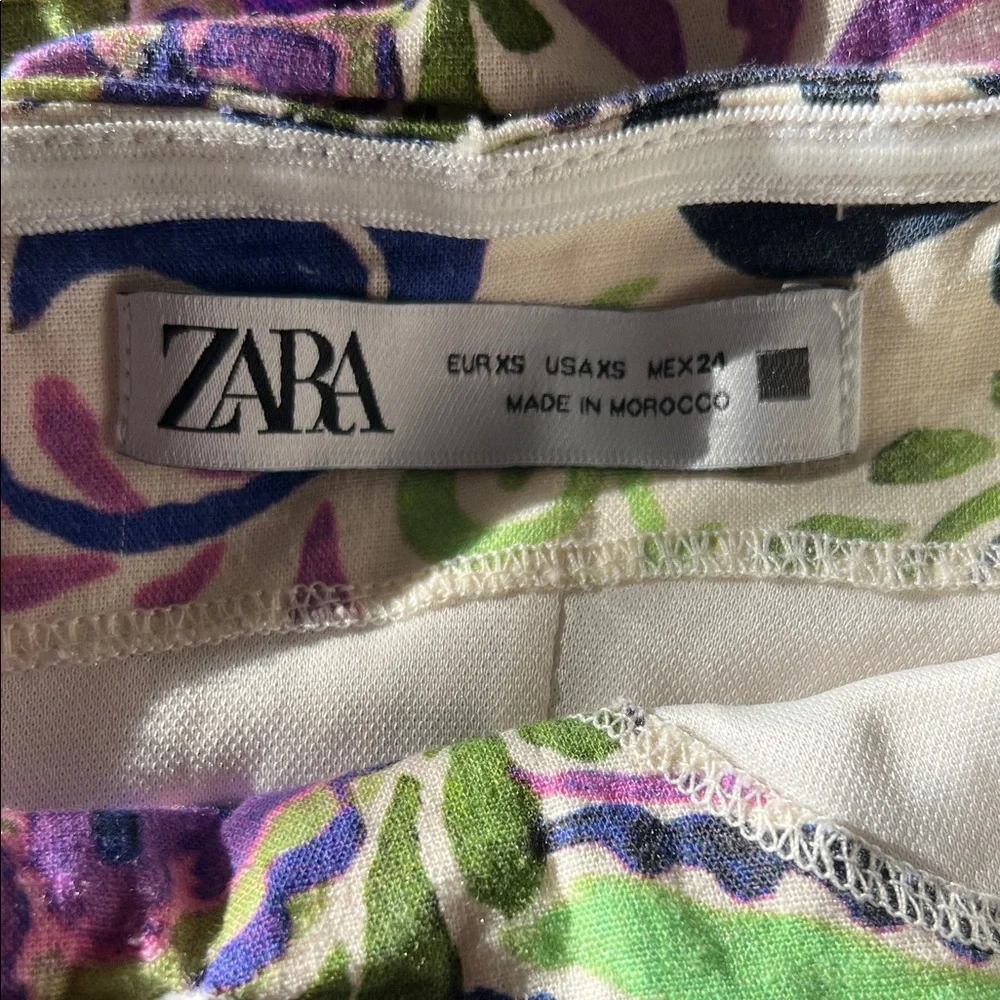 ZARA
EUR XS USA XS MEX 24
MADE IN MOROCCO